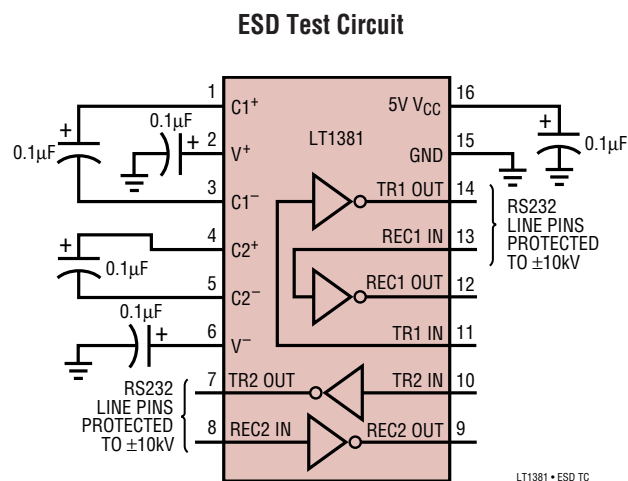 ESD Test Circuit
1
C1+
5V VCC
16
+
0.1µF
0.1µF
+
2
V+
LT1381
15
GND
+
0.1µF
3
C1–
TR1 OUT
14
RS232
LINE PINS
PROTECTED
TO ±10kV
4
C2+
REC1 IN
13
+
0.1µF
5
C2–
REC1 OUT
12
0.1µF
+
6
V–
TR1 IN
11
RS232
LINE PINS
PROTECTED
TO ±10kV
7
TR2 OUT
TR2 IN
10
8
REC2 IN
REC2 OUT
9
LT1381 • ESD TC